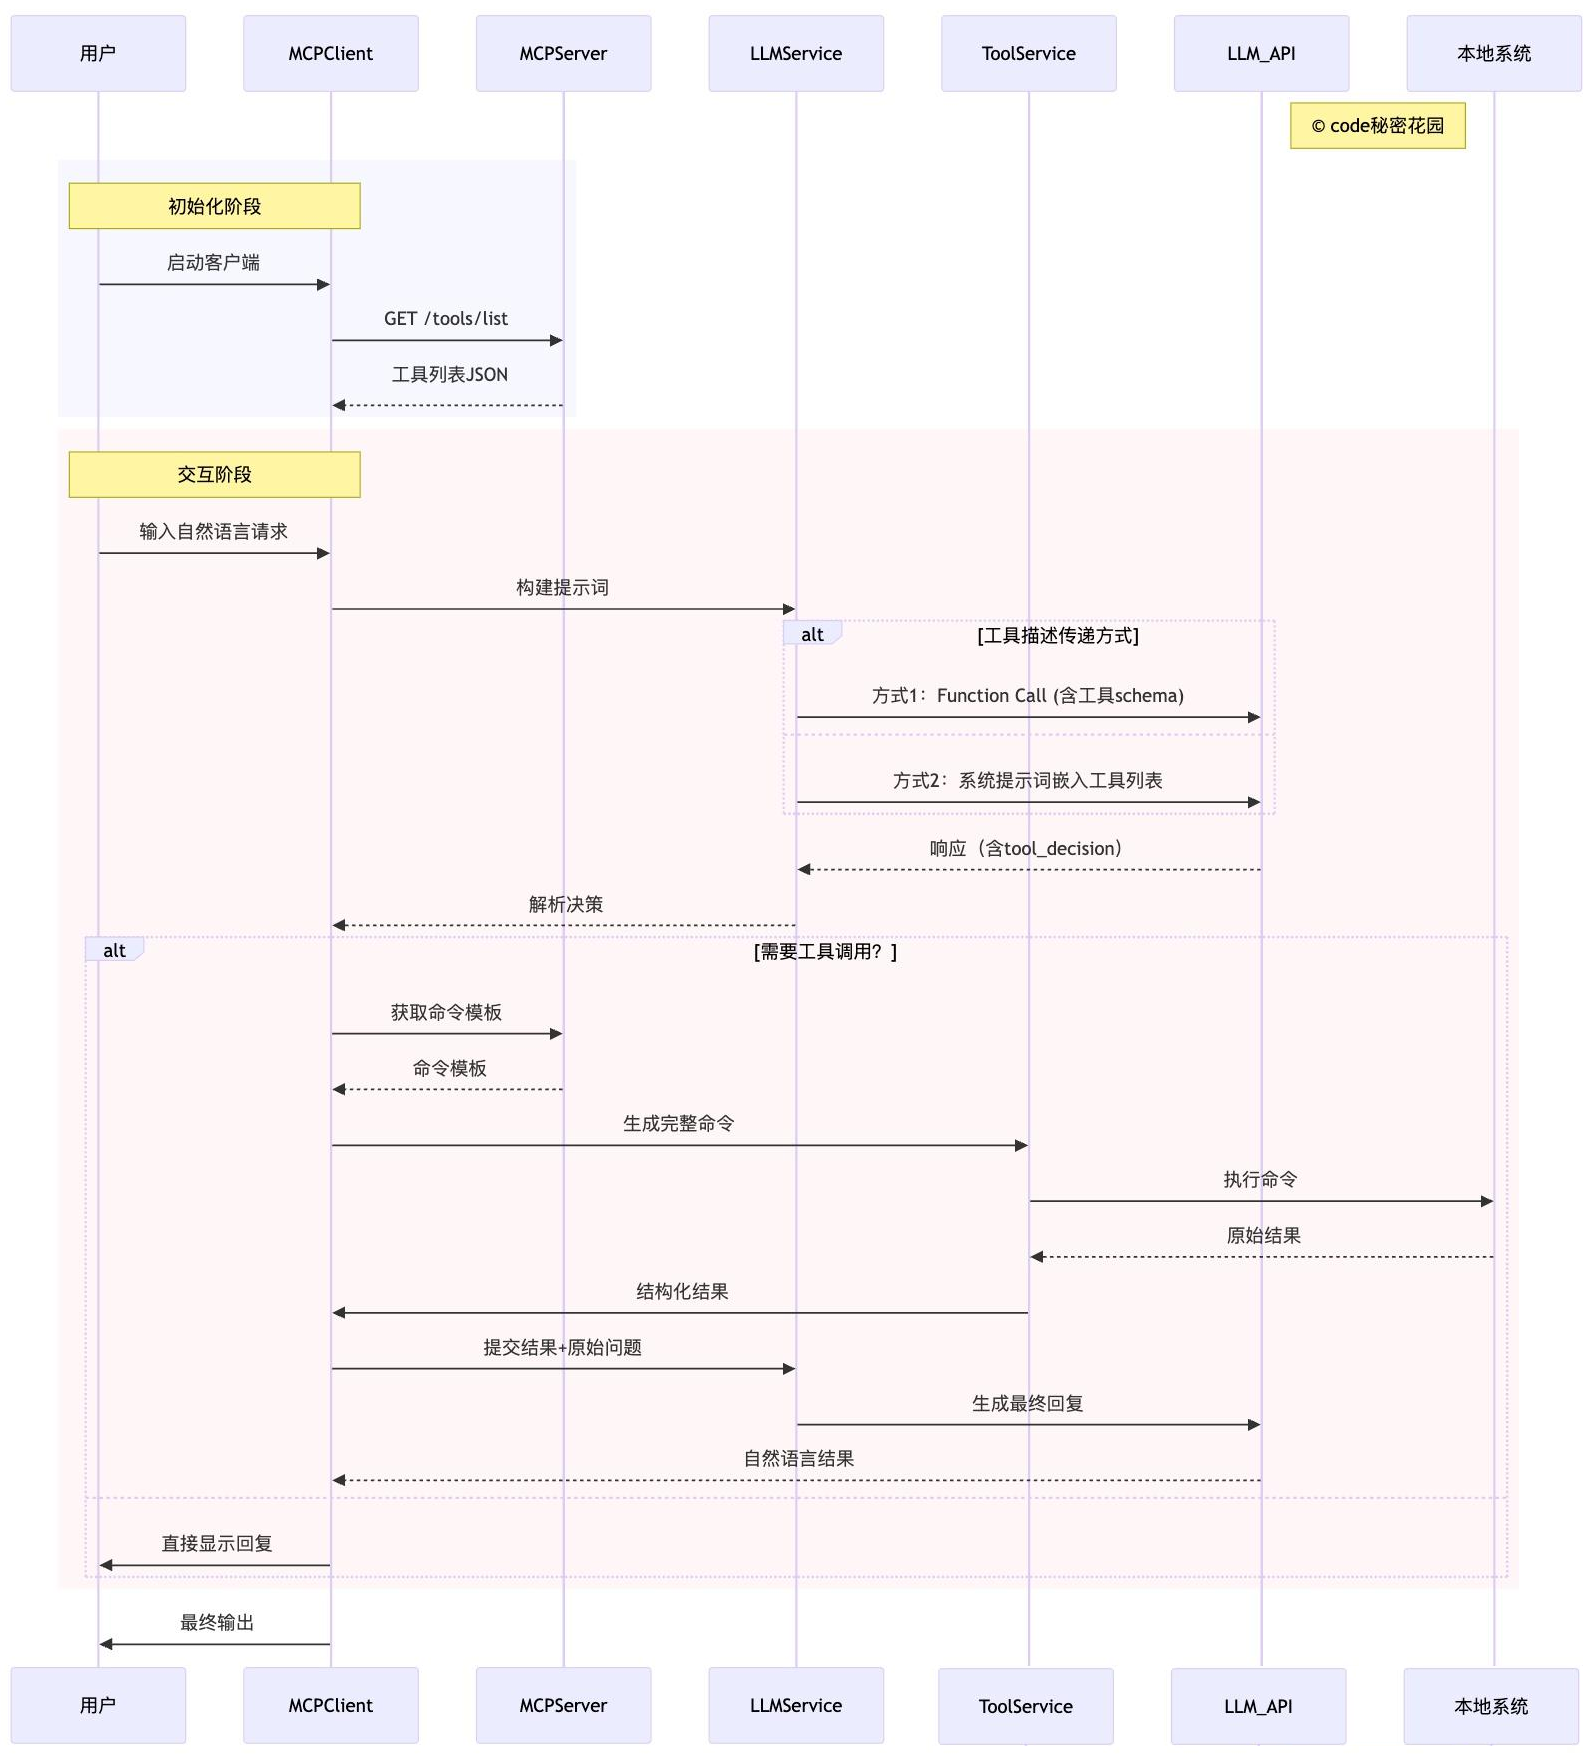 用户
MCPClient
MCPServer
LLMService
ToolService
LLM_API
本地系统
© code秘密花园
初始化阶段
启动客户端
GET /tools/list
工具列表JSON
交互阶段
输入自然语言请求
构建提示词
alt
[工具描述传递方式]
方式1：Function Call (含工具schema)
方式2：系统提示词嵌入工具列表
响应（含tool_decision）
解析决策
alt
[需要工具调用？]
获取命令模板
命令模板
生成完整命令
执行命令
原始结果
结构化结果
提交结果+原始问题
生成最终回复
自然语言结果
直接显示回复
最终输出
用户
MCPClient
MCPServer
LLMService
ToolService
LLM_API
本地系统